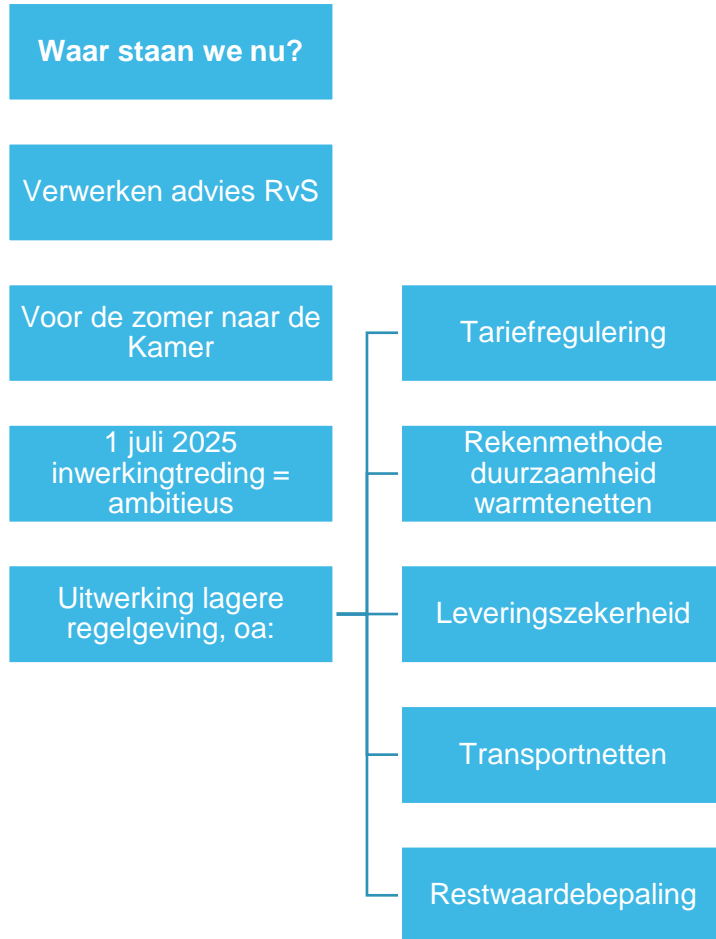 Waar staan we nu?
Verwerken advies RvS
Voor de zomer naar de
Kamer
1 juli 2025
inwerkingtreding =
ambitieus
Uitwerking lagere
regelgeving, oa:
Tariefregulering
Rekenmethode
duurzaamheid
warmtenetten
Leveringszekerheid
Transportnetten
Restwaardebepaling